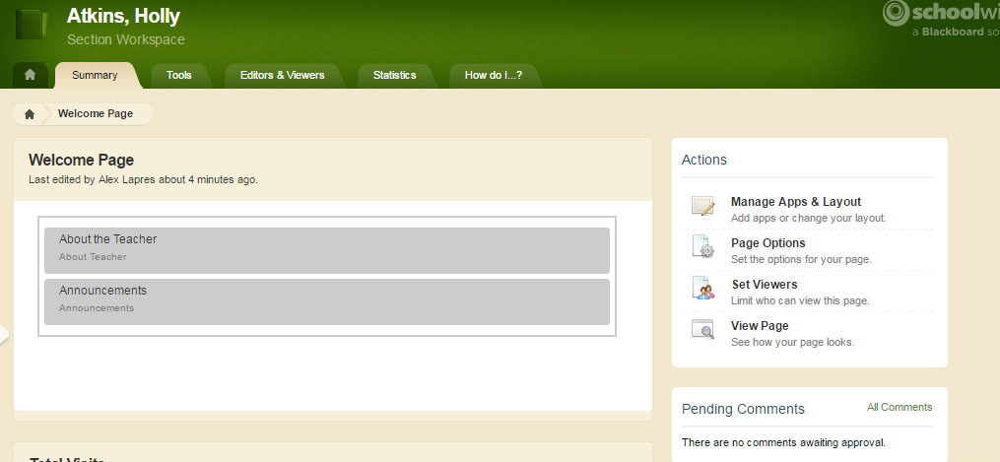 Atkins, Holly
Section Workspace
schoolwi
a Blackboard so
Summary
Tools
Editors & Viewers
Statistics
How do I...?
Welcome Page
Welcome Page
Last edited by Alex Lapres about 4 minutes ago.
About the Teacher
About Teacher
Announcements
Announcements
Actions
Manage Apps & Layout
Add apps or change your layout.
Page Options
Set the options for your page.
Set Viewers
Limit who can view this page.
View Page
See how your page looks.
Pending Comments
All Comments
There are no comments awaiting approval.
Total Visits